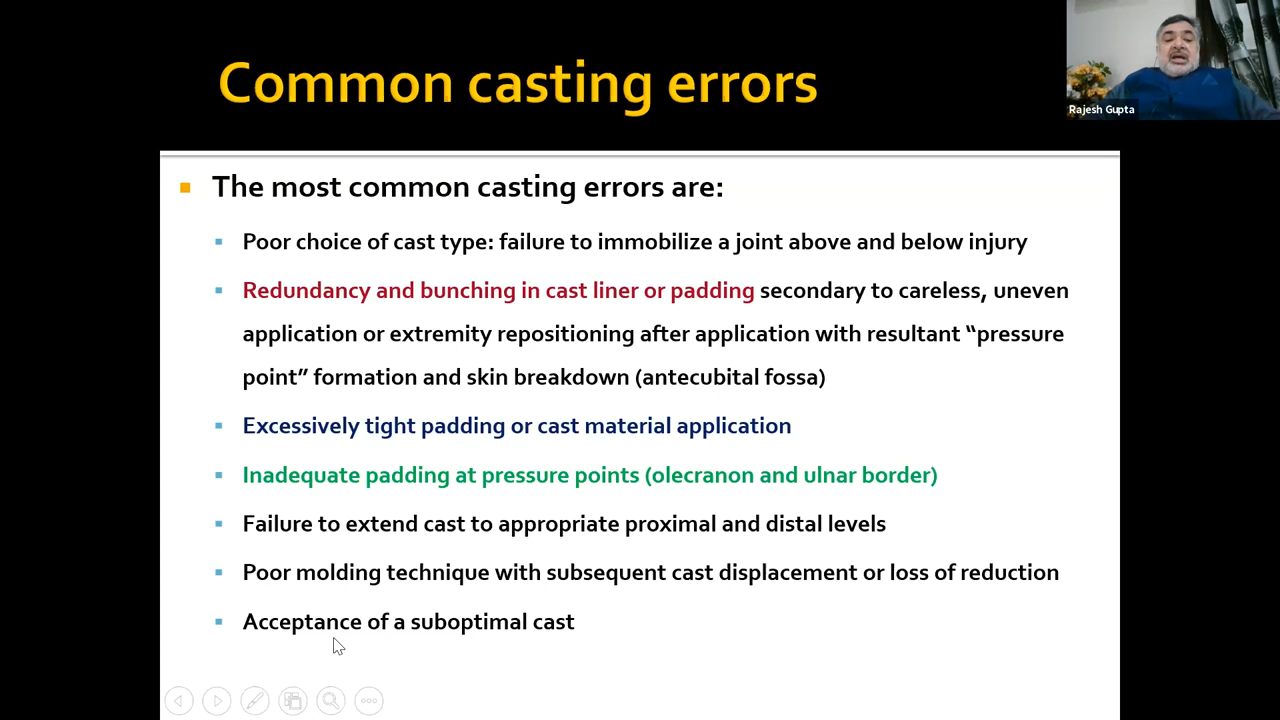 Common casting errors
Rajesh Gupta
The most common casting errors are:
Poor choice of cast type: failure to immobilize a joint above and below injury
Redundancy and bunching in cast liner or padding secondary to careless, uneven
application or extremity repositioning after application with resultant “pressure
point” formation and skin breakdown (antecubital fossa)
Excessively tight padding or cast material application
Inadequate padding at pressure points (olecranon and ulnar border)
Failure to extend cast to appropriate proximal and distal levels
Poor molding technique with subsequent cast displacement or loss of reduction
Acceptance of a suboptimal cast